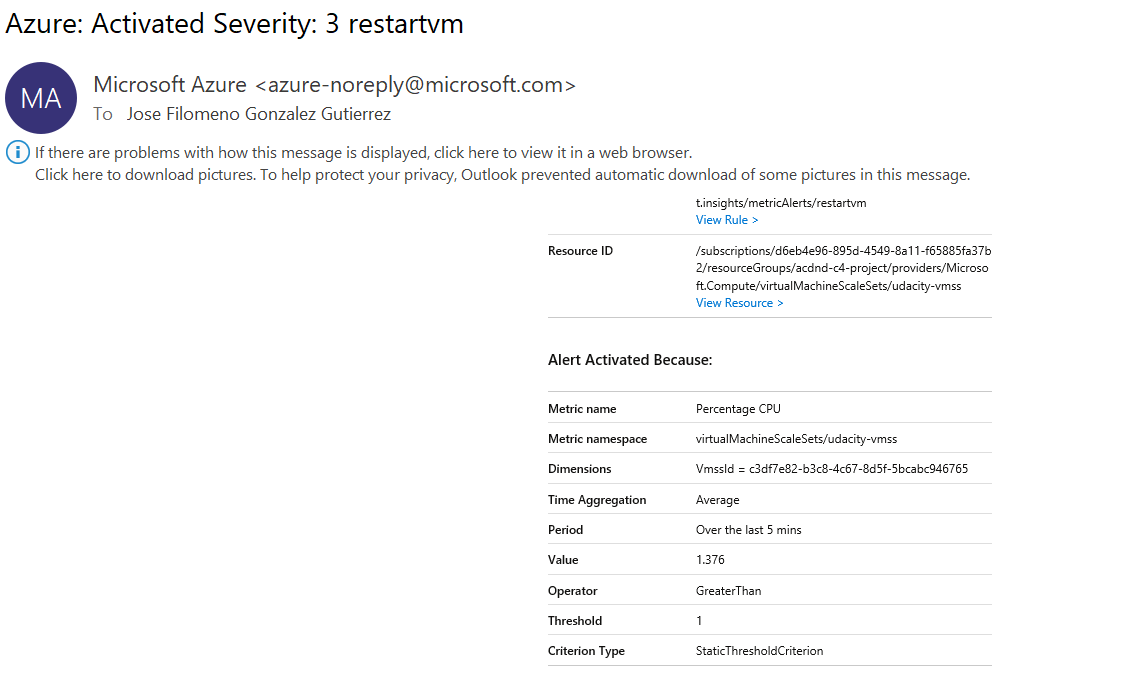 Azure: Activated Severity: 3 restartvm
MA
Microsoft Azure <azure-noreply@microsoft.com>
To Jose Filomeno Gonzalez Gutierrez
If there are problems with how this message is displayed, click here to view it in a web browser.
Click here to download pictures. To help protect your privacy, Outlook prevented automatic download of some pictures in this message.
t.insights/metricAlerts/restartvm
View Rule >
Resource ID /subscriptions/d6eb4e96-895d-4549-8a11-f65885fa37b
2/resourceGroups/acdnd-c4-project/providers/Microso
ft.Compute/virtualMachineScaleSets/udacity-vmss
View Resource >
Alert Activated Because:
Metric name Percentage CPU
Metric namespace virtualMachineScaleSets/udacity-vmss
Dimensions VmssId = c3df7e82-b3c8-4c67-8d5f-5bcabc946765
Time Aggregation Average
Period Over the last 5 mins
Value 1.376
Operator GreaterThan
Threshold 1
Criterion Type StaticThresholdCriterion